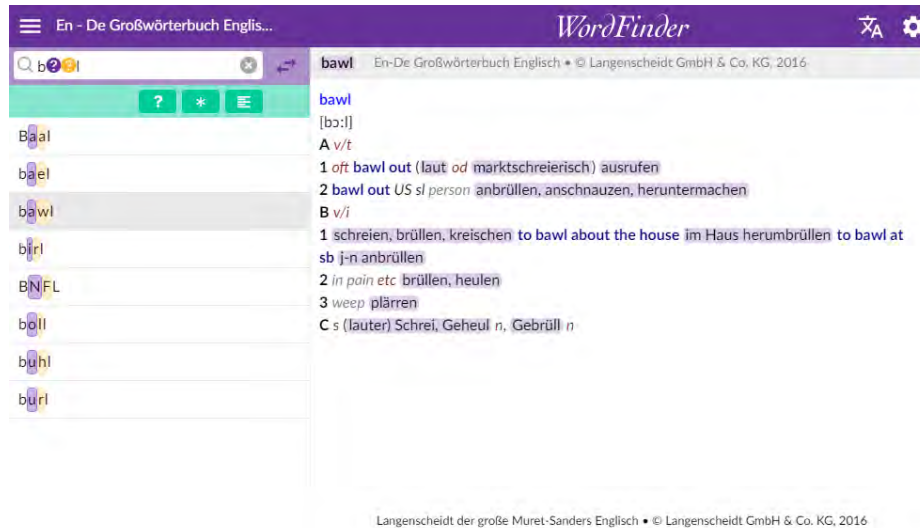 En - De Großwörterbuch Englis...
WordFinder
b??l
? *
Baal
bael
bawl
birl
BNFL
boll
buhl
burl
bawl En-De Großwörterbuch Englisch • © Langenscheidt GmbH & Co. KG, 2016
bawl
[bɔːl]
A v/t
1 oft bawl out (laut od marktschreierisch) ausrufen
2 bawl out US sl person anbrüllen, anschnauzen, heruntermachen
B v/i
1 schreien, brüllen, kreischen to bawl about the house im Haus herumbrüllen to bawl at
sb j-n anbrüllen
2 in pain etc brüllen, heulen
3 weep plärren
C s (lauter) Schrei, Geheul n, Gebrüll n
Langenscheidt der große Muret-Sanders Englisch • © Langenscheidt GmbH & Co. KG, 2016